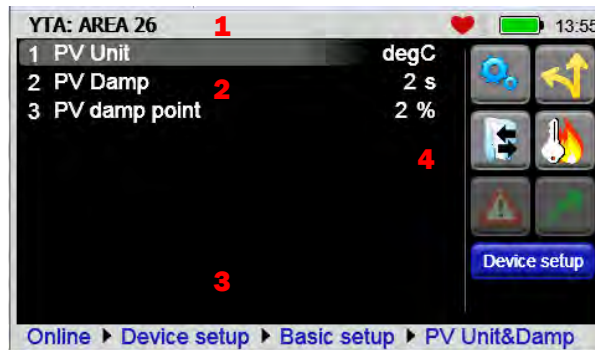 YTA: AREA 26 1 13:55
1 PV Unit degC
2 PV Damp 2 s
2
3 PV damp point 2 %
4
Device setup
3
Online ▶ Device setup ▶ Basic setup ▶ PV Unit&Damp